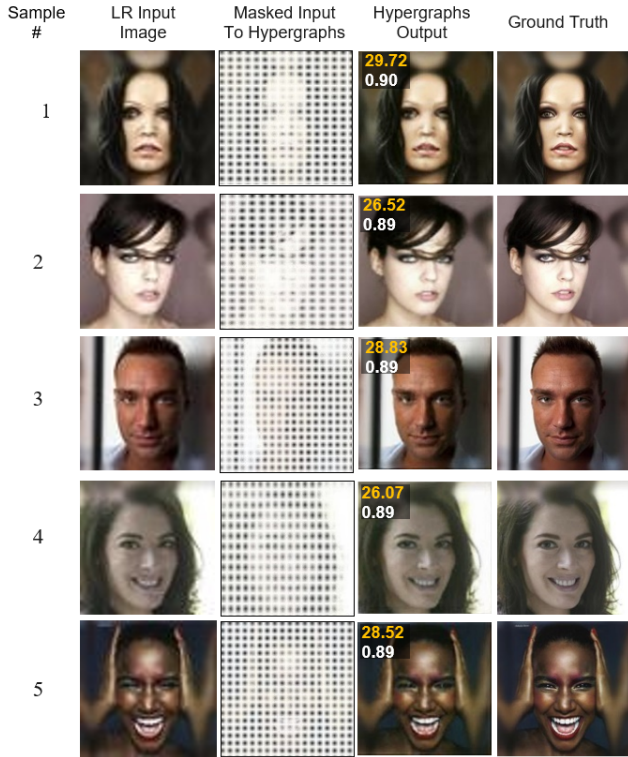 Sample
#
LR Input
Image
Masked Input
To Hypergraphs
Hypergraphs
Output
Ground Truth
1
29.72
0.90
2
26.52
0.89
3
28.83
0.89
4
26.07
0.89
5
28.52
0.89